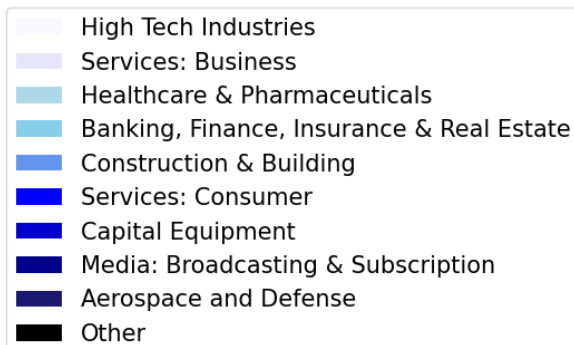 High Tech Industries
Services: Business
Healthcare & Pharmaceuticals
Banking, Finance, Insurance & Real Estate
Construction & Building
Services: Consumer
Capital Equipment
Media: Broadcasting & Subscription
Aerospace and Defense
Other